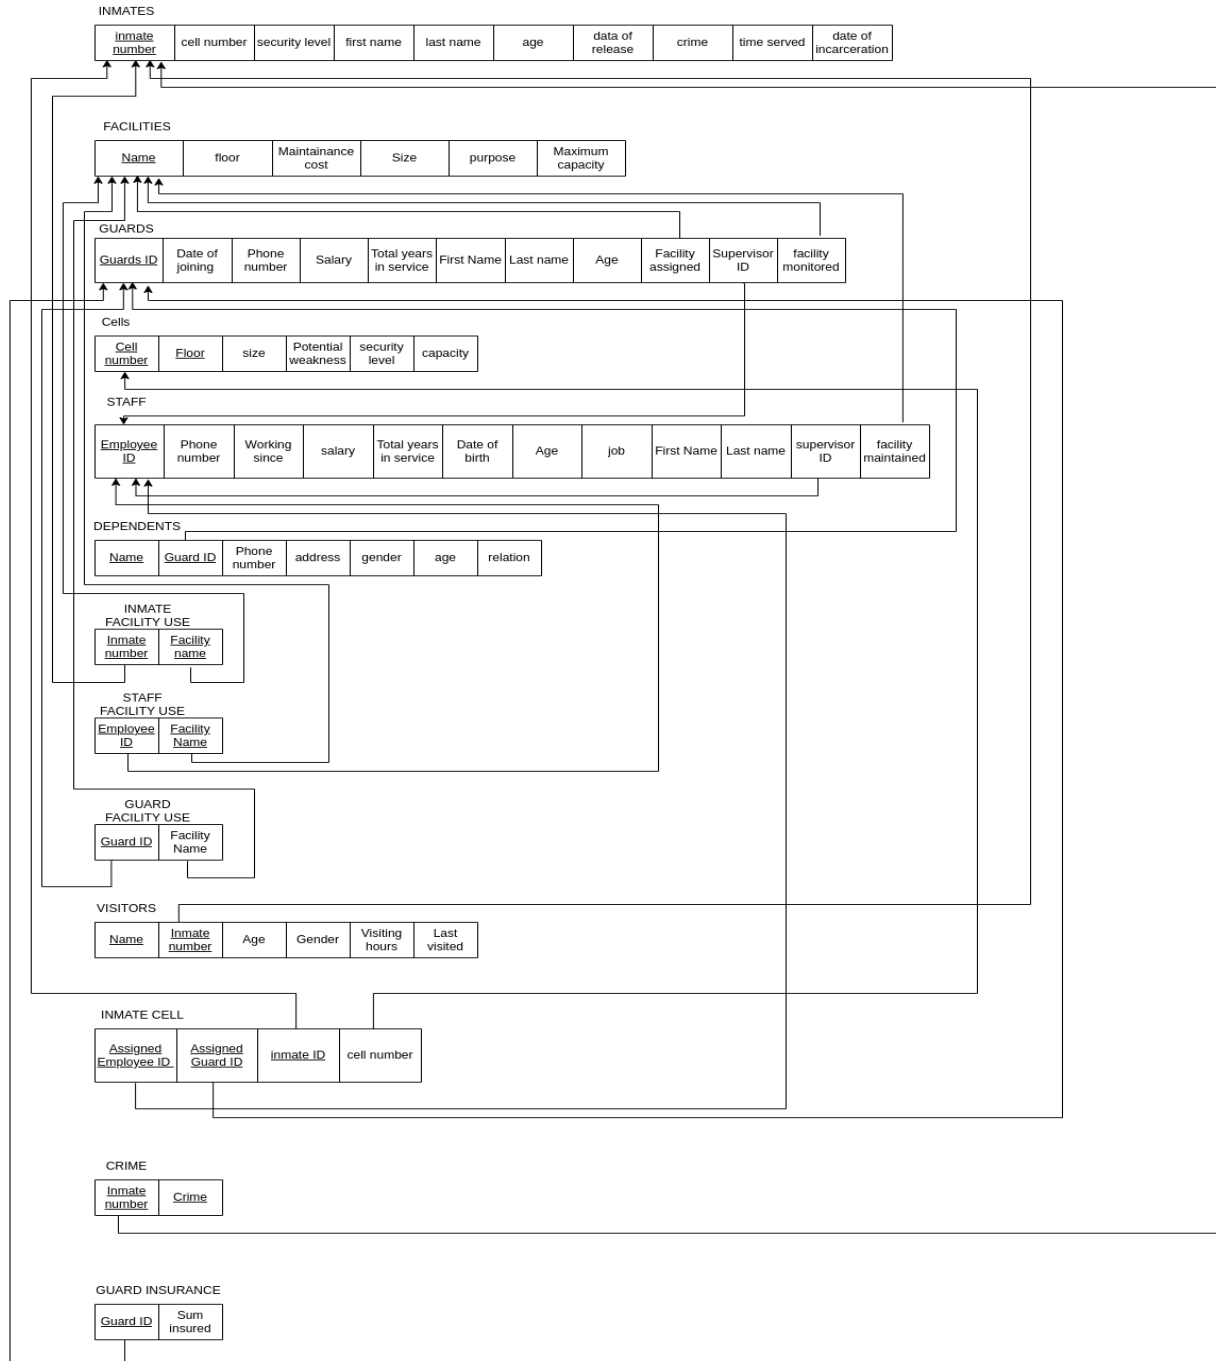 INMATES
inmate number
cell number
security level
first name
last name
age
data of release
crime
time served
date of incarceration
FACILITIES
Name
floor
Maintainance cost
Size
purpose
Maximum capacity
GUARDS
Guards ID
Date of joining
Phone number
Salary
Total years in service
First Name
Last name
Age
Facility assigned
Supervisor ID
facility monitored
Cells
Cell number
Floor
size
Potential weakness
security level
capacity
STAFF
Employee ID
Phone number
Working since
salary
Total years in service
Date of birth
Age
job
First Name
Last name
supervisor ID
facility maintained
DEPENDENTS
Name
Guard ID
Phone number
address
gender
age
relation
INMATE
FACILITY USE
Inmate number
Facility name
STAFF
FACILITY USE
Employee ID
Facility Name
GUARD
FACILITY USE
Guard ID
Facility Name
VISITORS
Name
Inmate number
Age
Gender
Visiting hours
Last visited
INMATE CELL
Assigned Employee ID
Assigned Guard ID
inmate ID
cell number
CRIME
Inmate number
Crime
GUARD INSURANCE
Guard ID
Sum insured